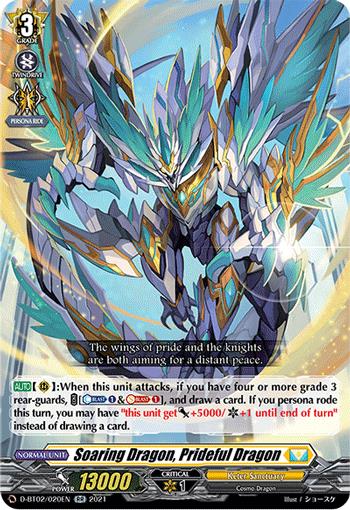 3
GRADE
TWINDRIVE
PERSONA RIDE
The wings of pride and the knights
are both aiming for a distant peace.
AUTO [ ]:When this unit attacks, if you have four or more grade 3
rear-guards, [SOUL BLAST 1 & COUNTER BLAST 1], and draw a card. If you persona rode
this turn, you may have "this unit get +5000/ +1 until end of turn"
instead of drawing a card.
NORMAL UNIT
Soaring Dragon, Prideful Dragon
POWER 13000
CRITICAL
1
Keter Sanctuary
Cosmo Dragon
D-BT02/020EN RR 2021
Illust / ショースケ